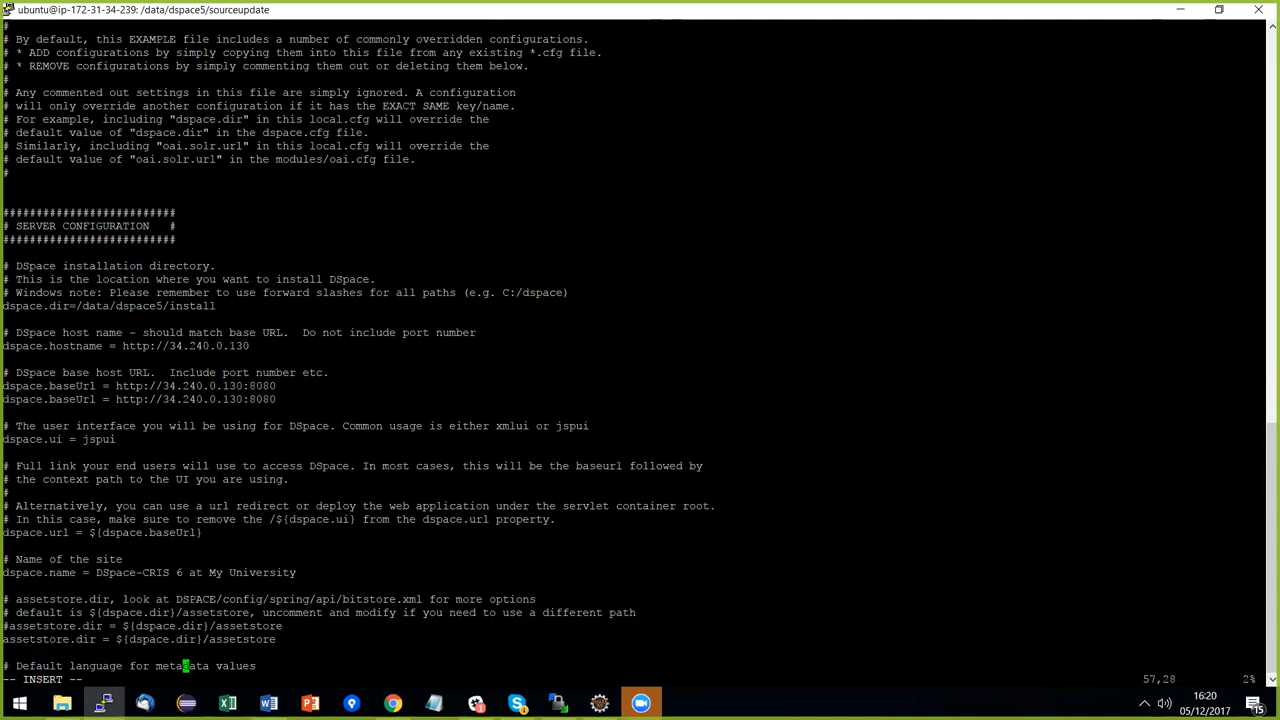 ubuntu@ip-172-31-34-239: /data/dspace5/sourceupdate
#
# By default, this EXAMPLE file includes a number of commonly overridden configurations.
# * ADD configurations by simply copying them into this file from any existing *.cfg file.
# * REMOVE configurations by simply commenting them out or deleting them below.
#
# Any commented out settings in this file are simply ignored. A configuration
# will only override another configuration if it has the EXACT SAME key/name.
# For example, including "dspace.dir" in this local.cfg will override the
# default value of "dspace.dir" in the dspace.cfg file.
# Similarly, including "oai.solr.url" in this local.cfg will override the
# default value of "oai.solr.url" in the modules/oai.cfg file.
#
##########################
# SERVER CONFIGURATION   #
##########################
# DSpace installation directory.
# This is the location where you want to install DSpace.
# Windows note: Please remember to use forward slashes for all paths (e.g. C:/dspace)
dspace.dir=/data/dspace5/install
# DSpace host name - should match base URL.  Do not include port number
dspace.hostname = http://34.240.0.130
# DSpace base host URL.  Include port number etc.
dspace.baseUrl = http://34.240.0.130:8080
dspace.baseUrl = http://34.240.0.130:8080
# The user interface you will be using for DSpace. Common usage is either xmlui or jspui
dspace.ui = jspui
# Full link your end users will use to access DSpace. In most cases, this will be the baseurl followed by
# the context path to the UI you are using.
#
# Alternatively, you can use a url redirect or deploy the web application under the servlet container root.
# In this case, make sure to remove the /${dspace.ui} from the dspace.url property.
dspace.url = ${dspace.baseUrl}
# Name of the site
dspace.name = DSpace-CRIS 6 at My University
# assetstore.dir, look at DSPACE/config/spring/api/bitstore.xml for more options
# default is ${dspace.dir}/assetstore, uncomment and modify if you need to use a different path
#assetstore.dir = ${dspace.dir}/assetstore
assetstore.dir = ${dspace.dir}/assetstore
# Default language for metadata values
-- INSERT -- 57,28 2%
16:20
05/12/2017
15